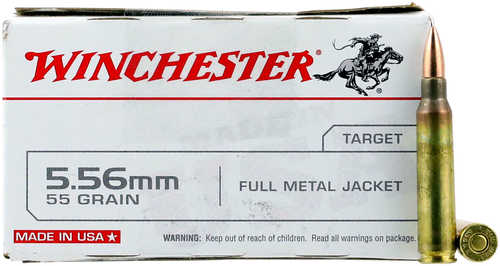 WINCHESTER
TARGET
5.56mm
55 GRAIN
FULL METAL JACKET
MADE IN USA
WARNING: Keep out of reach of children. Read all warnings on package.